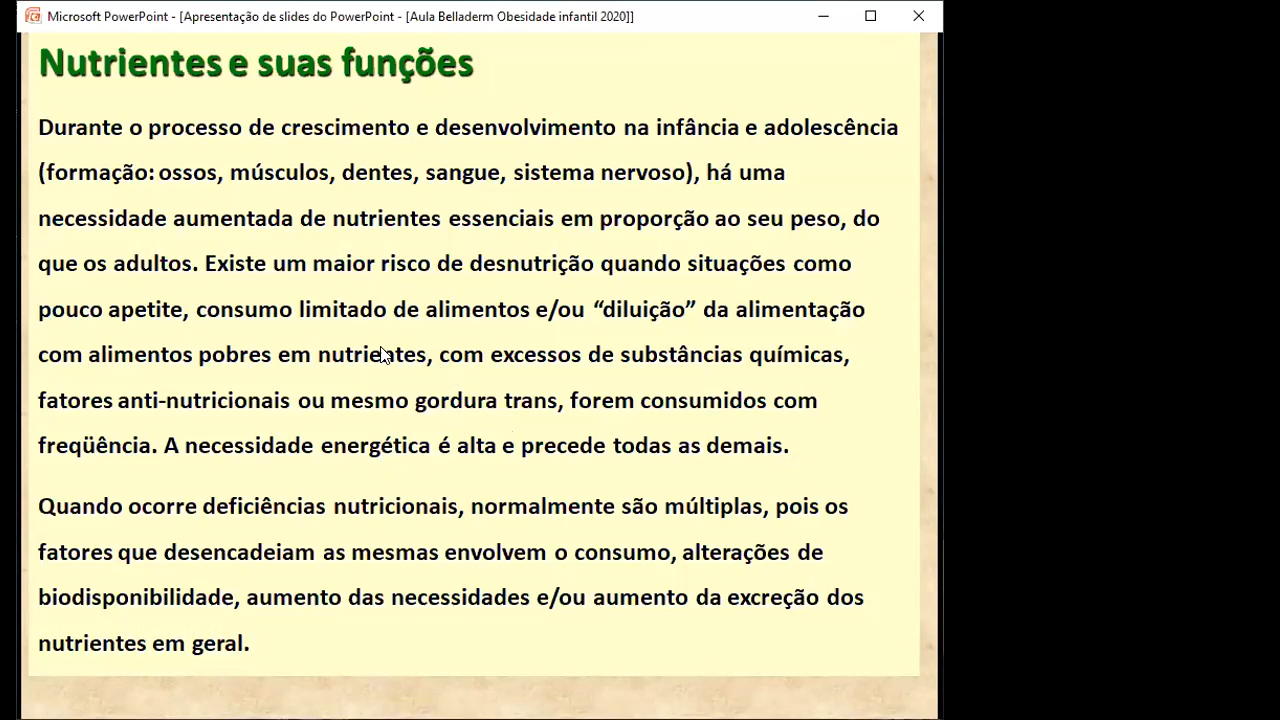 Microsoft PowerPoint - [Apresentação de slides do PowerPoint - [Aula Belladerm Obesidade infantil 2020]]
Nutrientes e suas funções
Durante o processo de crescimento e desenvolvimento na infância e adolescência
(formação: ossos, músculos, dentes, sangue, sistema nervoso), há uma
necessidade aumentada de nutrientes essenciais em proporção ao seu peso, do
que os adultos. Existe um maior risco de desnutrição quando situações como
pouco apetite, consumo limitado de alimentos e/ou “diluição” da alimentação
com alimentos pobres em nutrientes, com excessos de substâncias químicas,
fatores anti-nutricionais ou mesmo gordura trans, forem consumidos com
freqüência. A necessidade energética é alta e precede todas as demais.
Quando ocorre deficiências nutricionais, normalmente são múltiplas, pois os
fatores que desencadeiam as mesmas envolvem o consumo, alterações de
biodisponibilidade, aumento das necessidades e/ou aumento da excreção dos
nutrientes em geral.